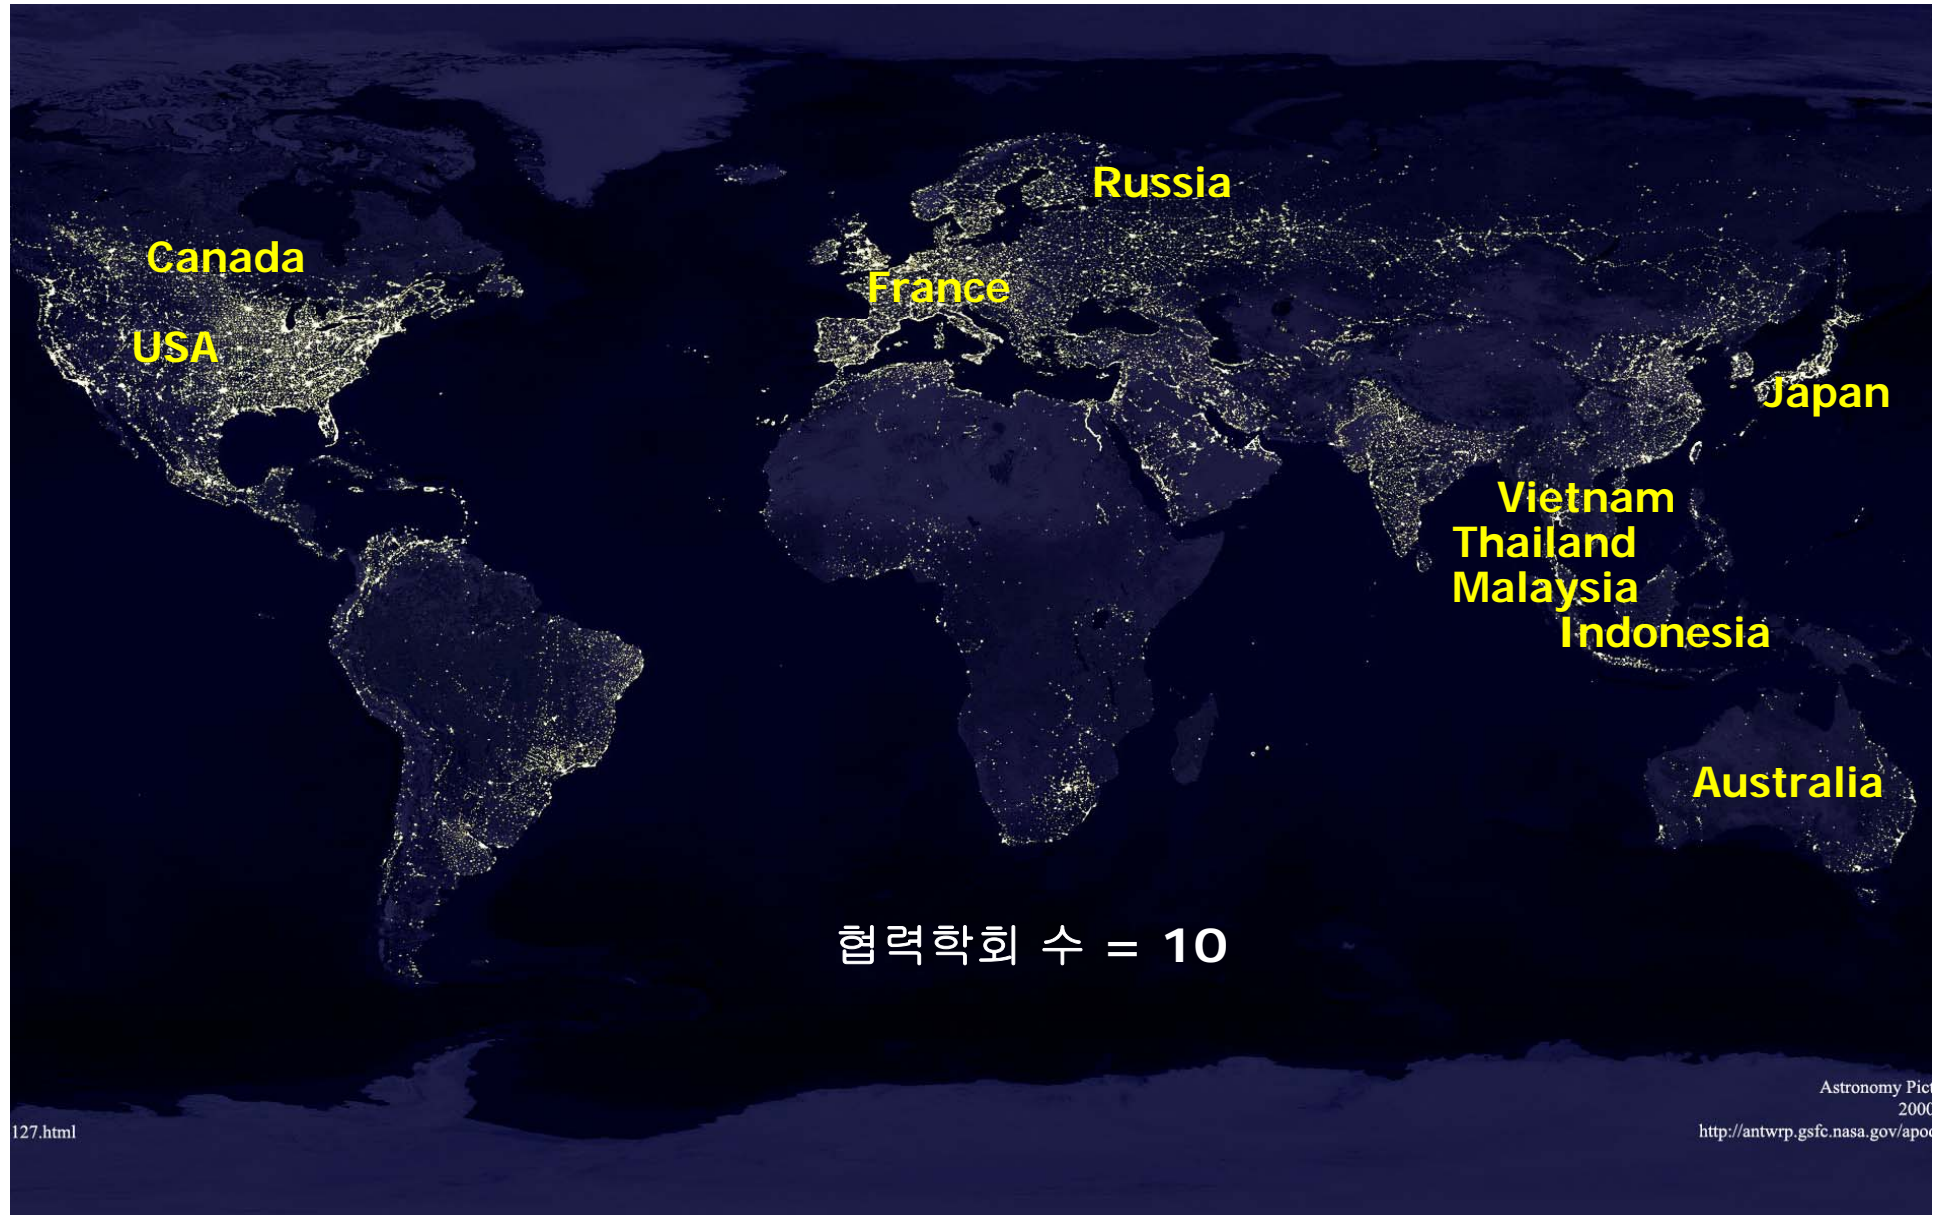 Russia
Canada
France
USA
Japan
Vietnam
Thailand
Malaysia
Indonesia
Australia
협력학회 수 = 10
Astronomy Pict
2000
127.html
http://antwrp.gsfc.nasa.gov/apo